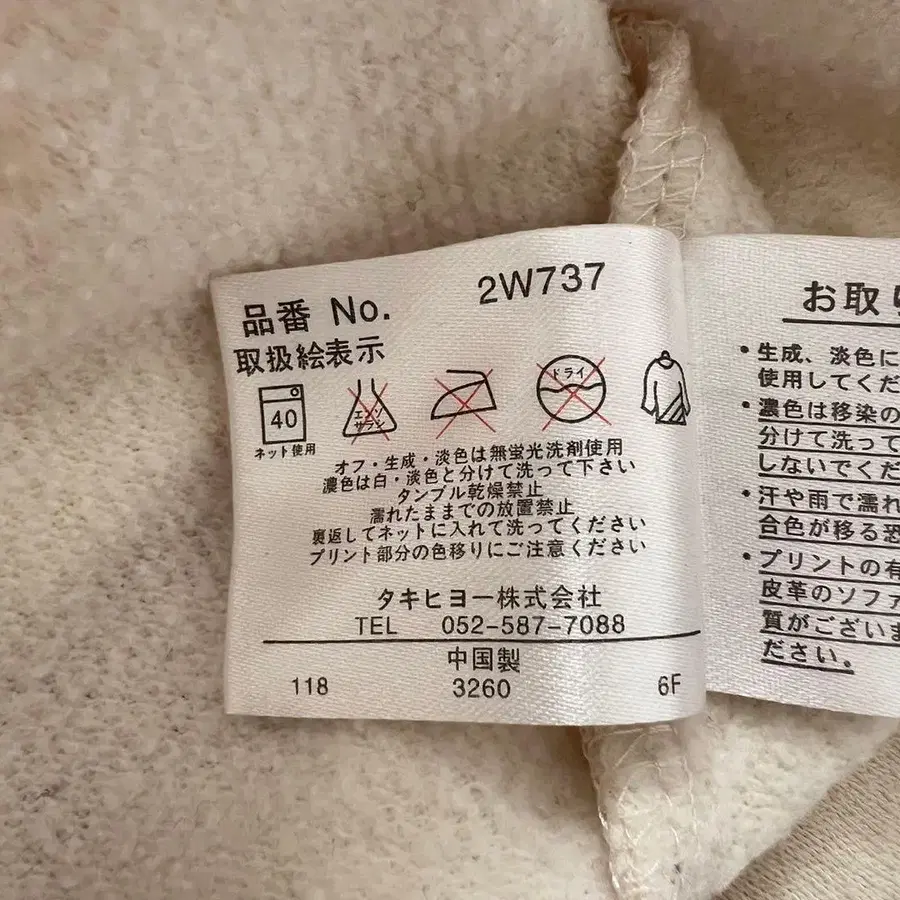 品番 No. 2W737
取扱絵表示
40
ネット使用
エンソ
サラシ
ドライ
オフ・生成・淡色は無蛍光洗剤使用
濃色は白・淡色と分けて洗って下さい
タンブル乾燥禁止
濡れたままでの放置禁止
裏返してネットに入れて洗ってください
プリント部分の色移りにご注意ください
タキヒヨー株式会社
TEL 052-587-7088
中国製
118 3260 6F
お取り
・生成、淡色に
使用してくだ
・濃色は移染の
分けて洗って
しないでくだ
・汗や雨で濡れ
合色が移る恐
・プリントの有
皮革のソファ
質がございま
ださい。